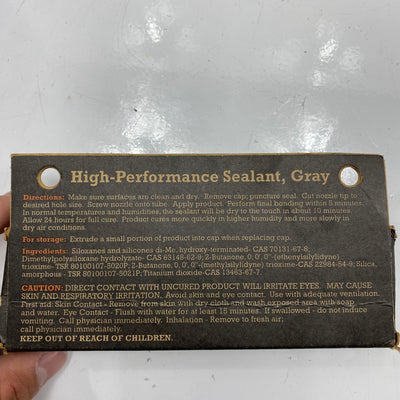 High-Performance Sealant, Gray
Directions: Make sure surfaces are clean and dry. Remove cap; puncture seal. Cut nozzle tip to
desired hole size. Screw nozzle onto tube. Apply product. Perform final bonding within 5 minutes.
In normal temperatures and humidities, the sealant will be dry to the touch in about 10 minutes
Allow 24 hours for full cure. Product cures more quickly in higher humidity and more slowly in
dry air conditions.
For storage: Extrude a small portion of product into cap when replacing cap.
Ingredients: Siloxanes and silicones di-Me, hydroxy-terminated- CAS 70131-67-8;
Dimethylpolysiloxane hydrolyzate- CAS 63148-62-9; 2-Butanone, 0, 0', 0"-(ethenylsilylidyne)
trioxime- TSR 80100107-5020P; 2-Butanone, 0, 0', 0"-(methylsilylidyne) trioxime-CAS 22984-54-9; Silica,
amorphous - TSR 80100107-5021P; Titanium dioxide-CAS 13463-67-7.
CAUTION: DIRECT CONTACT WITH UNCURED PRODUCT WILL IRRITATE EYES. MAY CAUSE
SKIN AND RESPIRATORY IRRITATION. Avoid skin and eye contact. Use with adequate ventilation.
First aid: Skin Contact - Remove from skin with dry cloth and wash exposed area with soap
and water. Eye Contact - Flush with water for at least 15 minutes. If swallowed - do not induce
vomiting. Call physician immediately. Inhalation - Remove to fresh air;
call physician immediately.
KEEP OUT OF REACH OF CHILDREN.